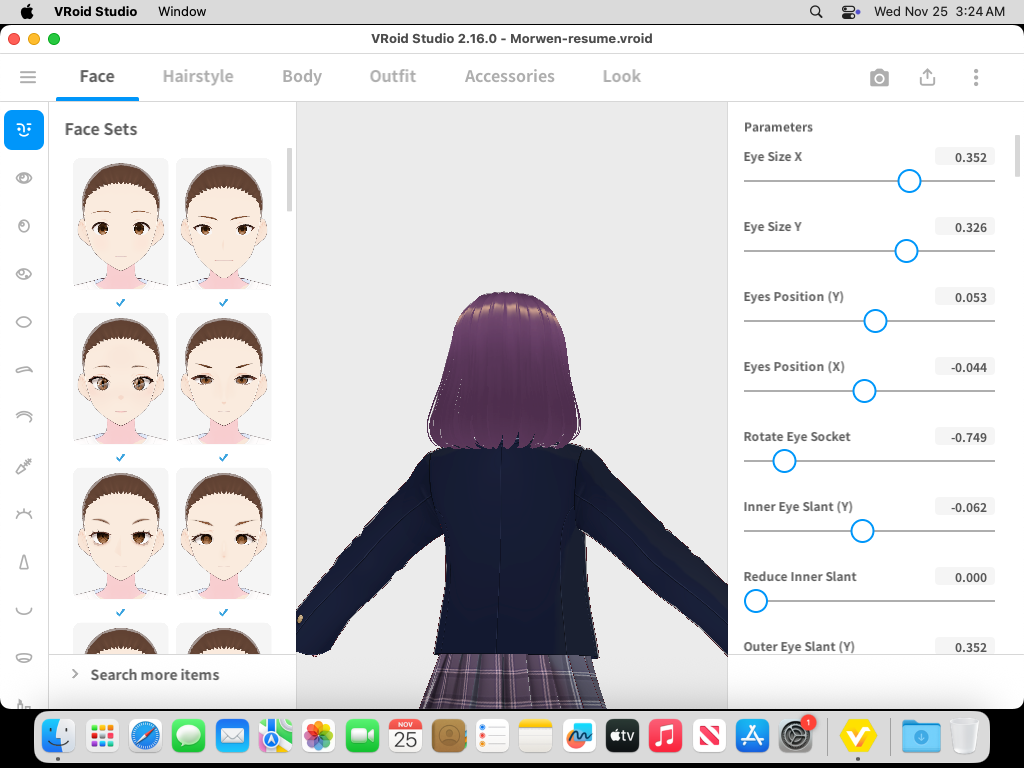 VRoid Studio Window Wed Nov 25 3:24 AM
VRoid Studio 2.16.0 - Morwen-resume.vroid
Face Hairstyle Body Outfit Accessories Look
Face Sets
Search more items
Parameters
Eye Size X 0.352
Eye Size Y 0.326
Eyes Position (Y) 0.053
Eyes Position (X) -0.044
Rotate Eye Socket -0.749
Inner Eye Slant (Y) -0.062
Reduce Inner Slant 0.000
Outer Eye Slant (Y) 0.352
NOV
25
tv
1